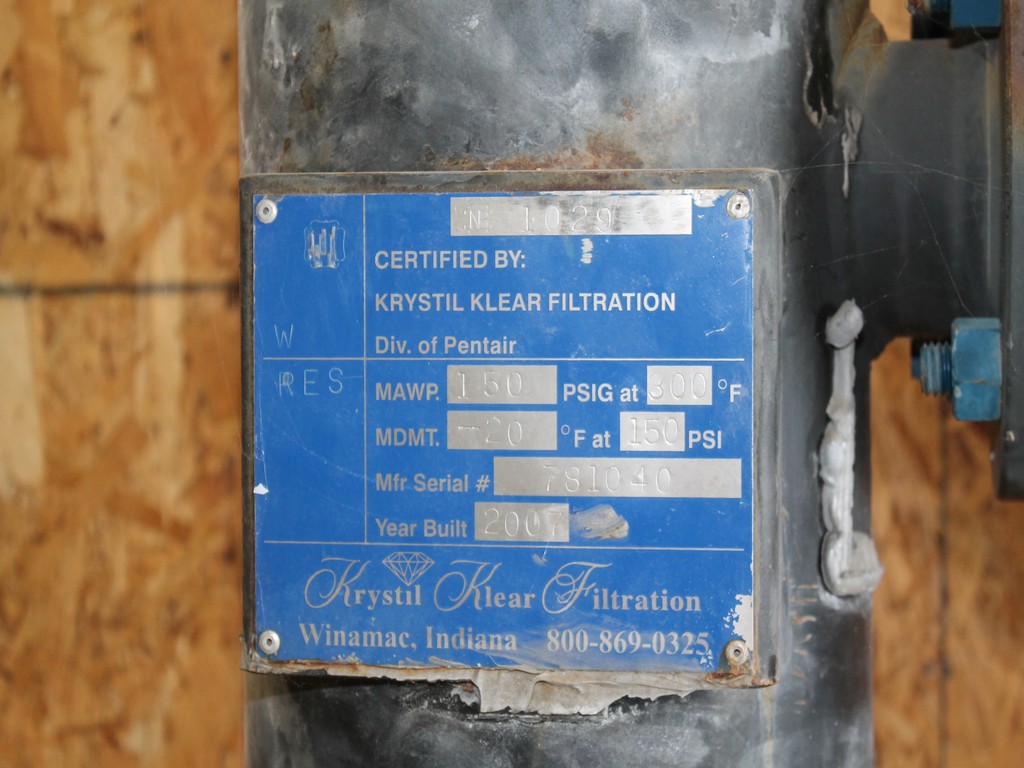 Nº 1029
CERTIFIED BY:
KRYSTIL KLEAR FILTRATION
W
Div. of Pentair
RES
MAWP. 150 PSIG at 300 °F
MDMT. -20 °F at 150 PSI
Mfr Serial # 781040
Year Built 2007
Krystil Klear Filtration
Winamac, Indiana 800-869-0325